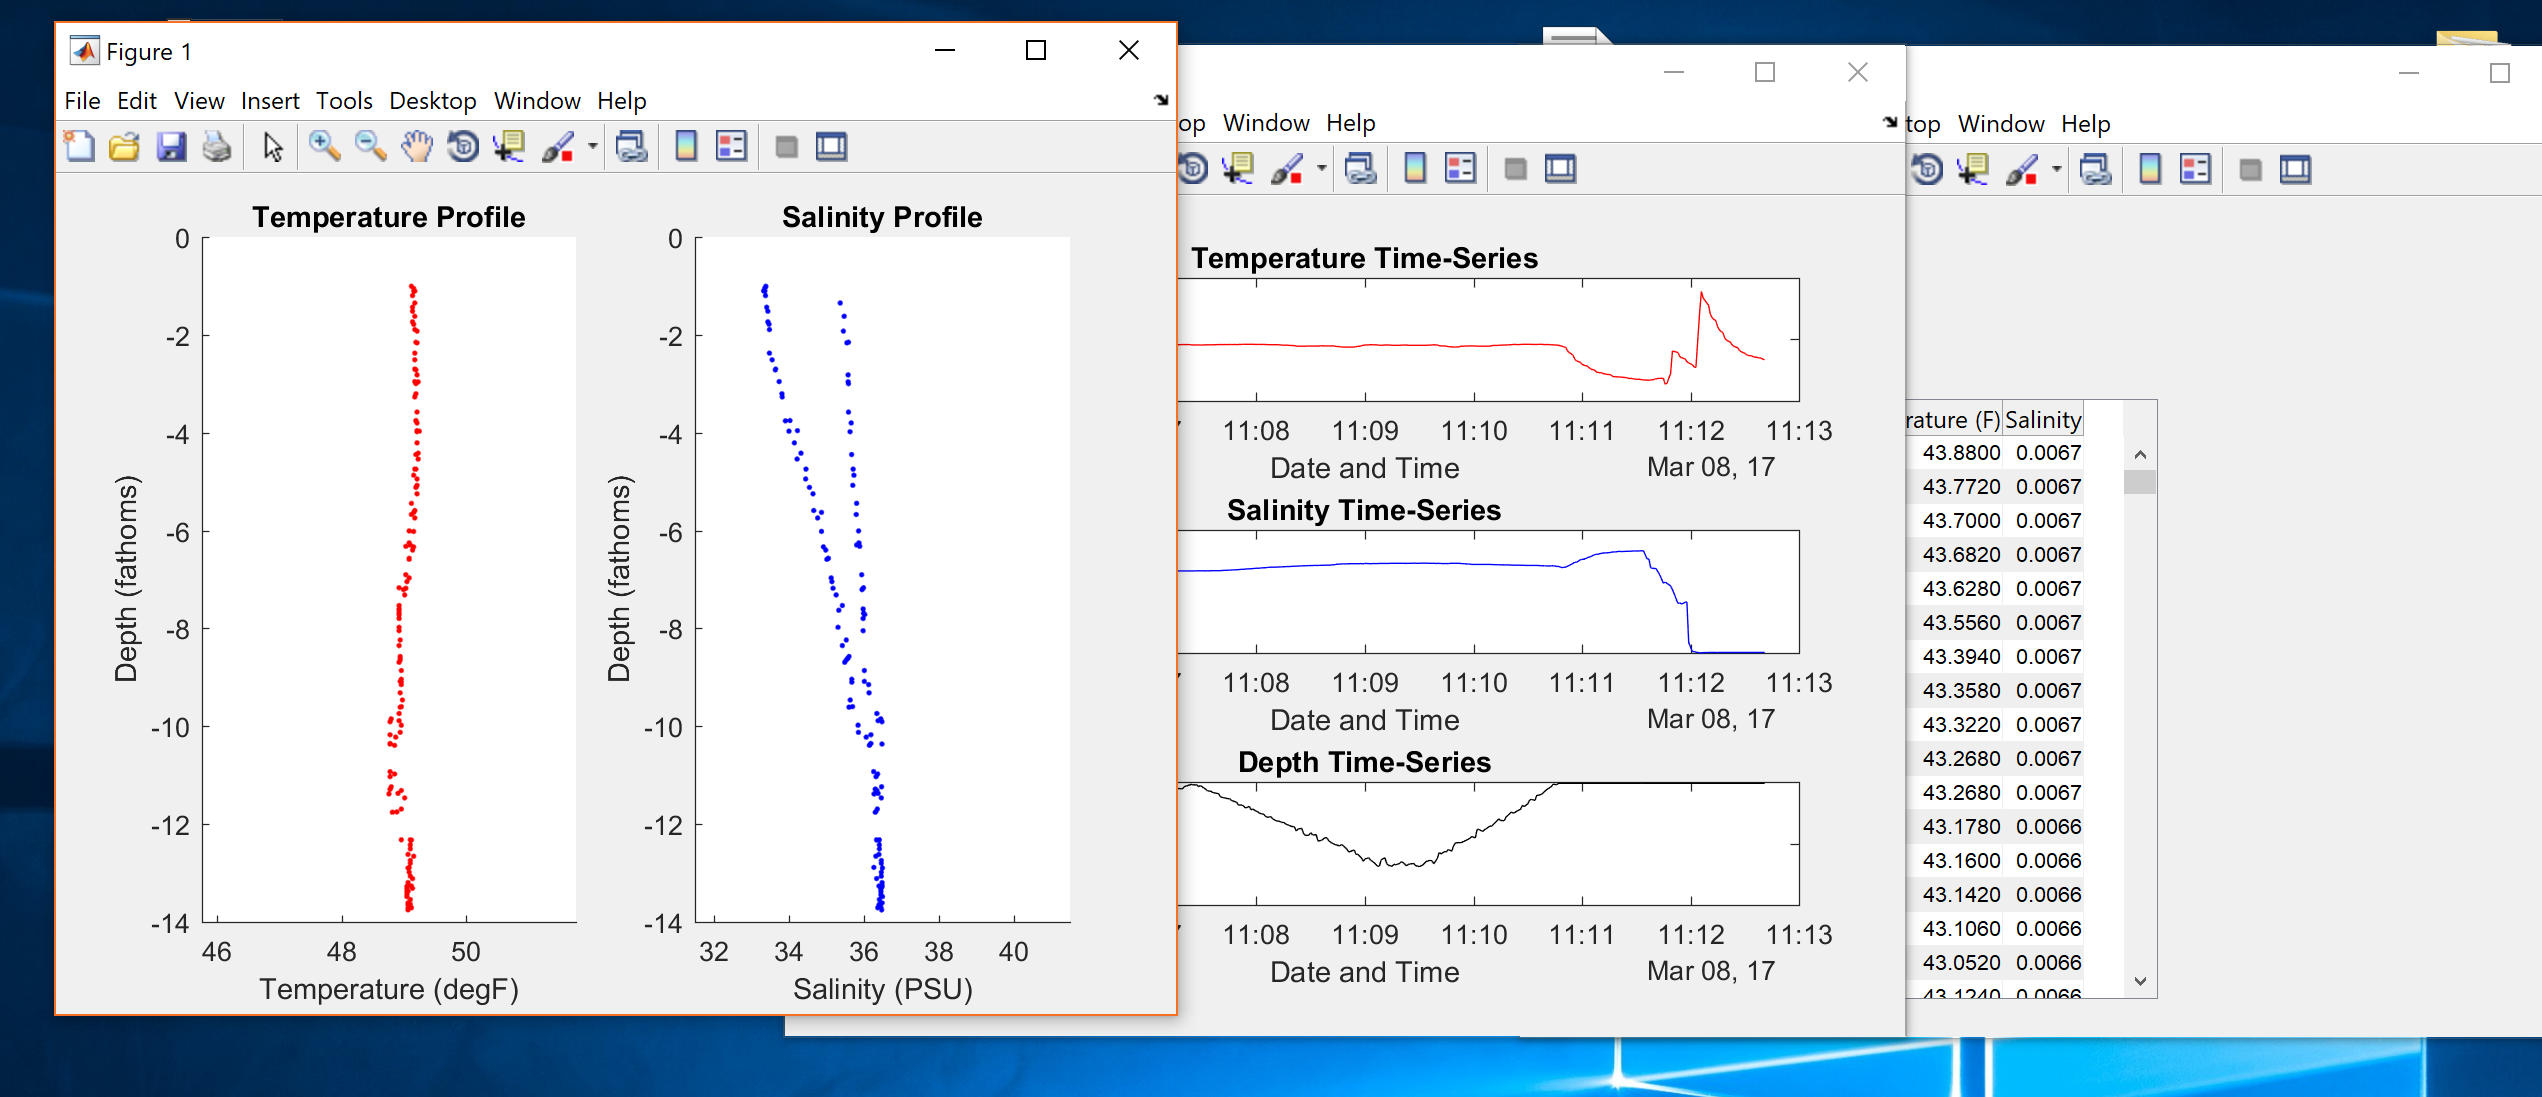 Figure 1
File Edit View Insert Tools Desktop Window Help
Temperature Profile
0
-2
-4
-6
-8
-10
-12
-14
Depth (fathoms)
46 48 50
Temperature (degF)
Salinity Profile
0
-2
-4
-6
-8
-10
-12
-14
Depth (fathoms)
32 34 36 38 40
Salinity (PSU)
op Window Help
Temperature Time-Series
11:08 11:09 11:10 11:11 11:12 11:13
Date and Time Mar 08, 17
Salinity Time-Series
11:08 11:09 11:10 11:11 11:12 11:13
Date and Time Mar 08, 17
Depth Time-Series
11:08 11:09 11:10 11:11 11:12 11:13
Date and Time Mar 08, 17
top Window Help
rature (F) Salinity
43.8800 0.0067
43.7720 0.0067
43.7000 0.0067
43.6820 0.0067
43.6280 0.0067
43.5560 0.0067
43.3940 0.0067
43.3580 0.0067
43.3220 0.0067
43.2680 0.0067
43.2680 0.0067
43.1780 0.0066
43.1600 0.0066
43.1420 0.0066
43.1060 0.0066
43.0520 0.0066
43.1240 0.0066